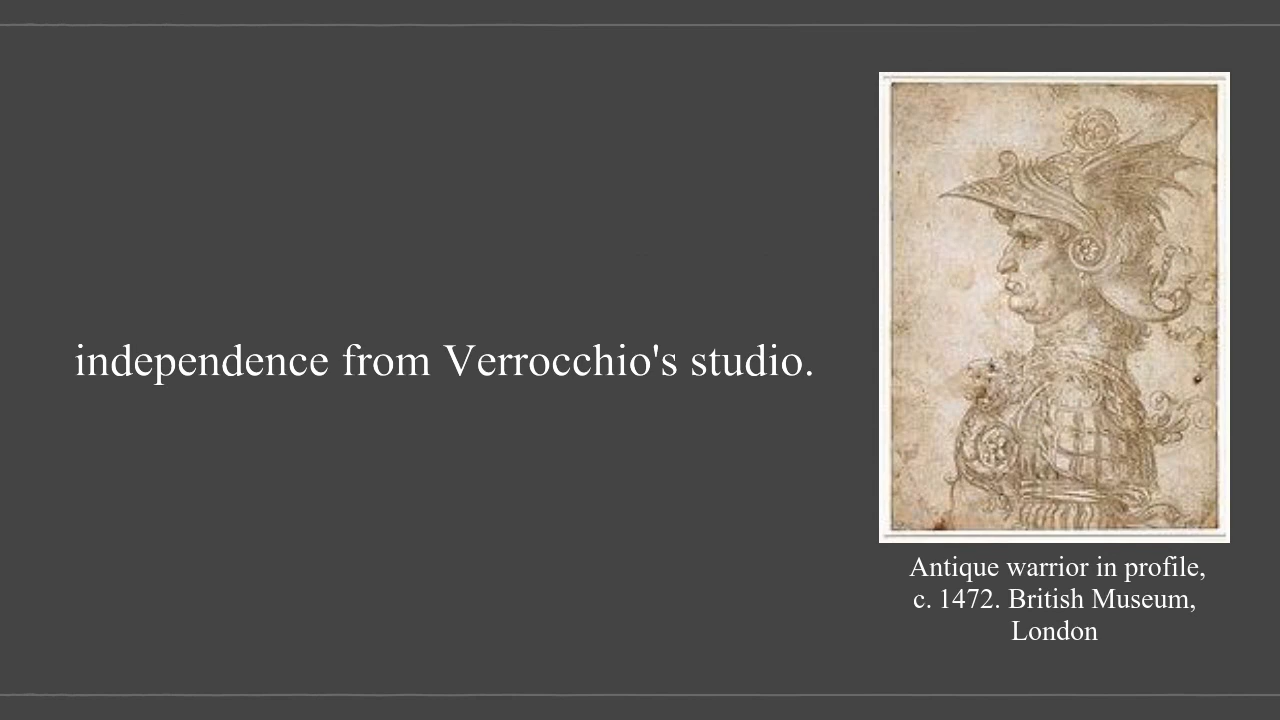 independence from Verrocchio's studio.
Antique warrior in profile,
c. 1472. British Museum,
London